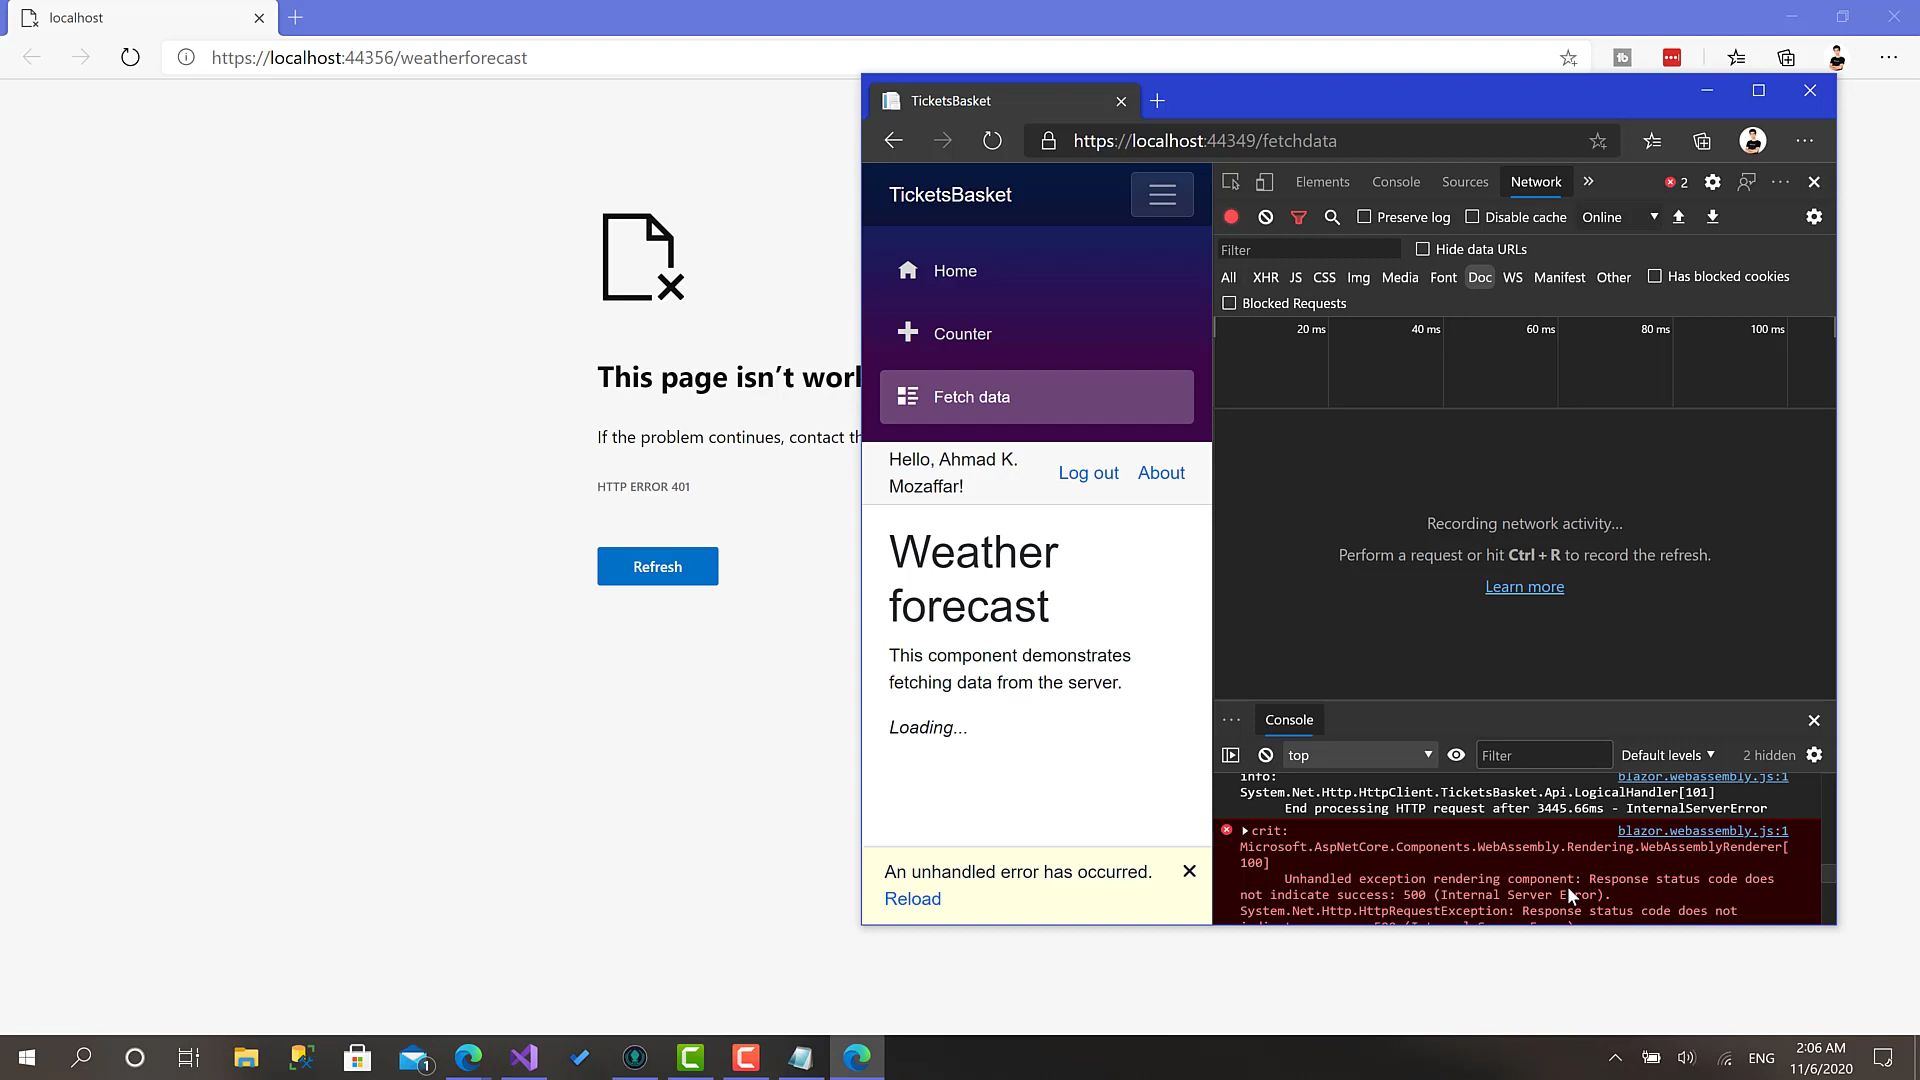 localhost
https://localhost:44356/weatherforecast
This page isn't worl
If the problem continues, contact th
HTTP ERROR 401
Refresh
TicketsBasket
https://localhost:44349/fetchdata
TicketsBasket
Home
Counter
Fetch data
Hello, Ahmad K.
Mozaffar!
Log out
About
Weather
forecast
This component demonstrates
fetching data from the server.
Loading...
An unhandled error has occurred.
Reload
Elements Console Sources Network 2
Preserve log Disable cache Online
Filter Hide data URLs
All XHR JS CSS Img Media Font Doc WS Manifest Other Has blocked cookies
Blocked Requests
20 ms 40 ms 60 ms 80 ms 100 ms
Recording network activity...
Perform a request or hit Ctrl + R to record the refresh.
Learn more
Console
top Filter Default levels 2 hidden
info: blazor.webassembly.js:1
System.Net.Http.HttpClient.TicketsBasket.Api.LogicalHandler[101]
End processing HTTP request after 3445.66ms - InternalServerError
crit: blazor.webassembly.js:1
Microsoft.AspNetCore.Components.WebAssembly.Rendering.WebAssemblyRenderer[
100]
Unhandled exception rendering component: Response status code does
not indicate success: 500 (Internal Server Error).
System.Net.Http.HttpRequestException: Response status code does not
1
ENG
2:06 AM
11/6/2020